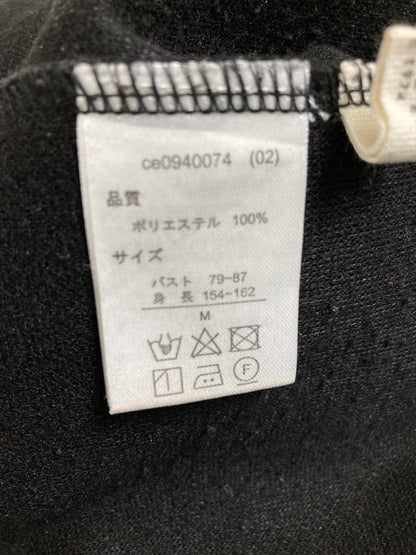 ce0940074 (02)
品質
ポリエステル 100%
サイズ
バスト 79-87
身 長 154-162
M
F